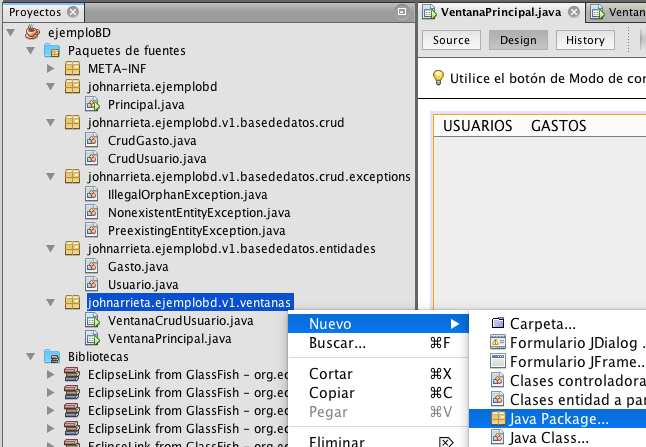 Proyectos
ejemploBD
Paquetes de fuentes
META-INF
johnarrieta.ejemplobd
Principal.java
johnarrieta.ejemplobd.v1.basededatos.crud
CrudGasto.java
CrudUsuario.java
johnarrieta.ejemplobd.v1.basededatos.crud.exceptions
IllegalOrphanException.java
NonexistentEntityException.java
PreexistingEntityException.java
johnarrieta.ejemplobd.v1.basededatos.entidades
Gasto.java
Usuario.java
johnarrieta.ejemplobd.v1.ventanas
VentanaCrudUsuario.java
VentanaPrincipal.java
Bibliotecas
EclipseLink from GlassFish - org.ec
EclipseLink from GlassFish - org.ec
EclipseLink from GlassFish - org.ec
EclipseLink from GlassFish - org.ec
EclipseLink from GlassFish - org.ec
VentanaPrincipal.java Ventan
Source Design History
Utilice el botón de Modo de con
USUARIOS GASTOS
Nuevo
Buscar... ⌘F
Cortar ⌘X
Copiar ⌘C
Pegar ⌘V
Eliminar ⌦
Carpeta...
Formulario JDialog ...
Formulario JFrame...
Clases controladora
Clases entidad a par
Java Package...
Java Class...